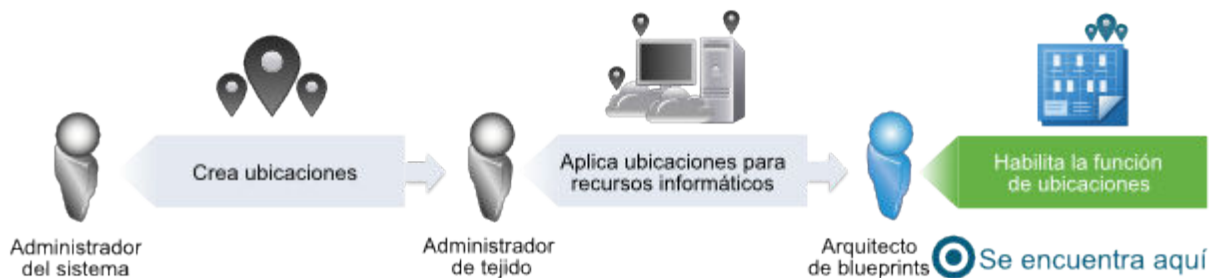 Crea ubicaciones
Aplica ubicaciones para
recursos informáticos
Habilita la función
de ubicaciones
Administrador
del sistema
Administrador
de tejido
Arquitecto
de blueprints
Se encuentra aquí